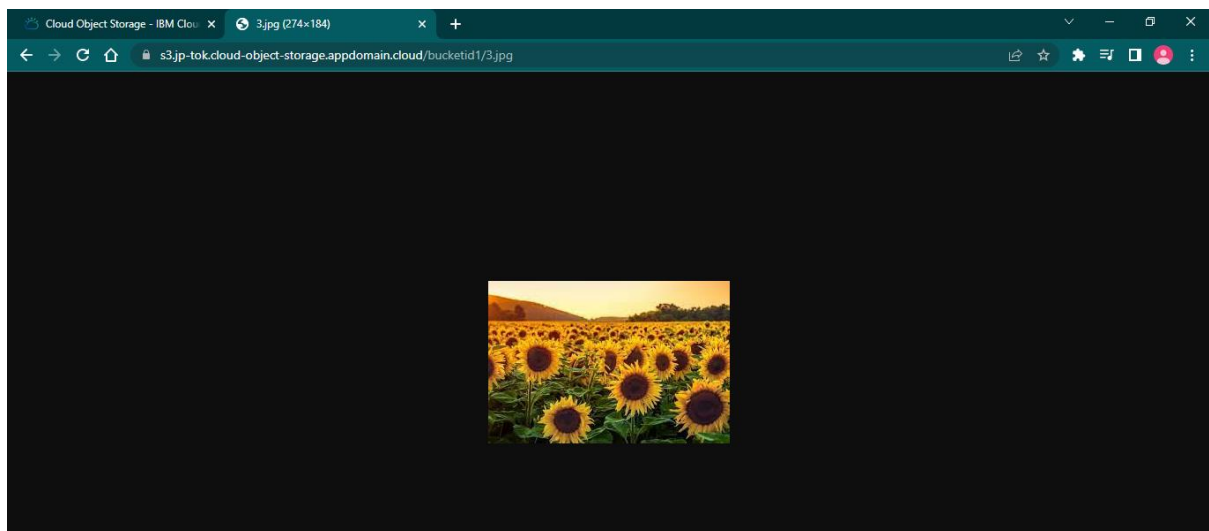 Cloud Object Storage - IBM Clou
3.jpg (274×184)
s3.jp-tok.cloud-object-storage.appdomain.cloud/bucketid1/3.jpg